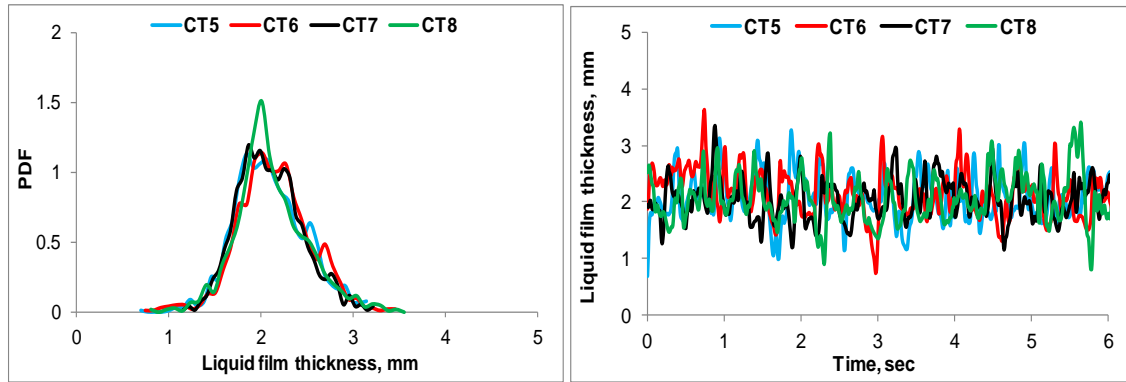 CT5 CT6 CT7 CT8
PDF
1.5
1
0.5
0
0 1 2 3 4 5
Liquid film thickness, mm
CT5 CT6 CT7 CT8
Liquid film thickness, mm
5
4
3
2
1
0
0 1 2 3 4 5 6
Time, sec